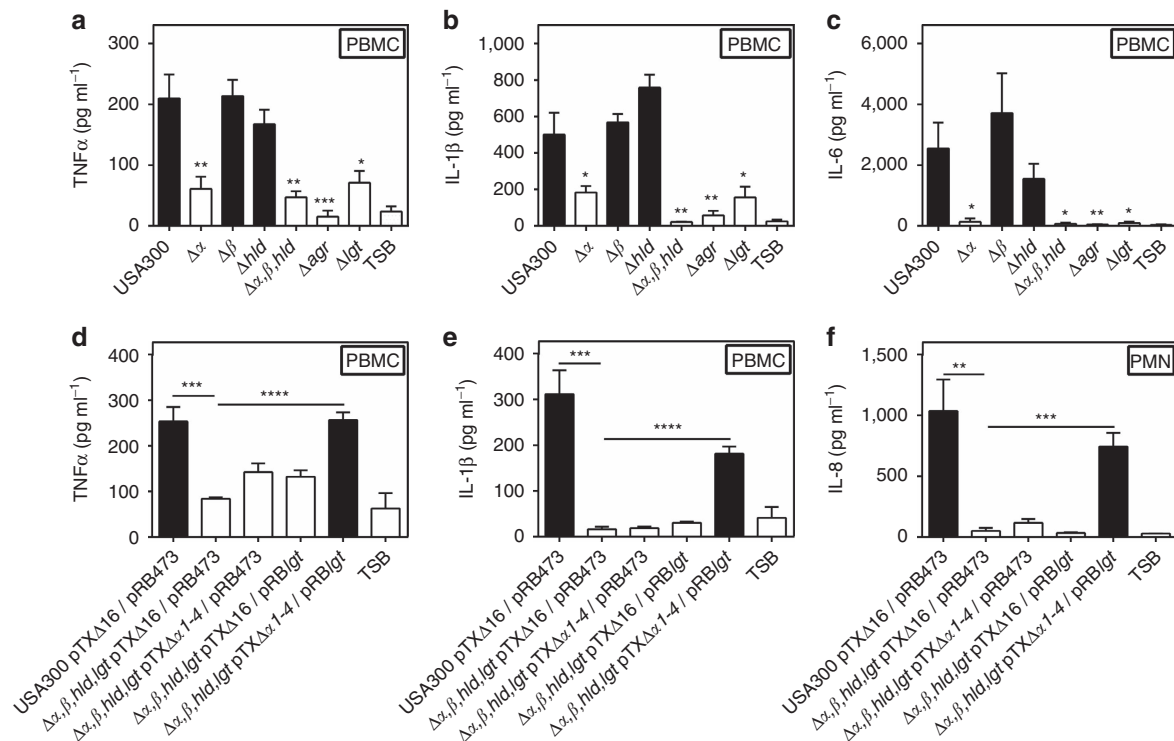 a
PBMC
TNFα (pg ml⁻¹)
300
200
100
0
**
**
***
*
USA300
Δα
Δβ
Δhld
Δα,β,hld
Δagr
Δlgt
TSB
b
PBMC
IL-1β (pg ml⁻¹)
1,000
800
600
400
200
0
*
**
**
*
USA300
Δα
Δβ
Δhld
Δα,β,hld
Δagr
Δlgt
TSB
c
PBMC
IL-6 (pg ml⁻¹)
6,000
4,000
2,000
0
*
*
**
*
USA300
Δα
Δβ
Δhld
Δα,β,hld
Δagr
Δlgt
TSB
d
PBMC
TNFα (pg ml⁻¹)
400
300
200
100
0
***
****
USA300 pTXΔ16 / pRB473
Δα,β,hld,lgt pTXΔ16 / pRB473
Δα,β,hld,lgt pTXΔα1-4 / pRB473
Δα,β,hld,lgt pTXΔ16 / pRBlgt
Δα,β,hld,lgt pTXΔα1-4 / pRBlgt
TSB
e
PBMC
IL-1β (pg ml⁻¹)
400
300
200
100
0
***
****
USA300 pTXΔ16 / pRB473
Δα,β,hld,lgt pTXΔ16 / pRB473
Δα,β,hld,lgt pTXΔα1-4 / pRB473
Δα,β,hld,lgt pTXΔ16 / pRBlgt
Δα,β,hld,lgt pTXΔα1-4 / pRBlgt
TSB
f
PMN
IL-8 (pg ml⁻¹)
1,500
1,000
500
0
**
***
USA300 pTXΔ16 / pRB473
Δα,β,hld,lgt pTXΔ16 / pRB473
Δα,β,hld,lgt pTXΔα1-4 / pRB473
Δα,β,hld,lgt pTXΔ16 / pRBlgt
Δα,β,hld,lgt pTXΔα1-4 / pRBlgt
TSB